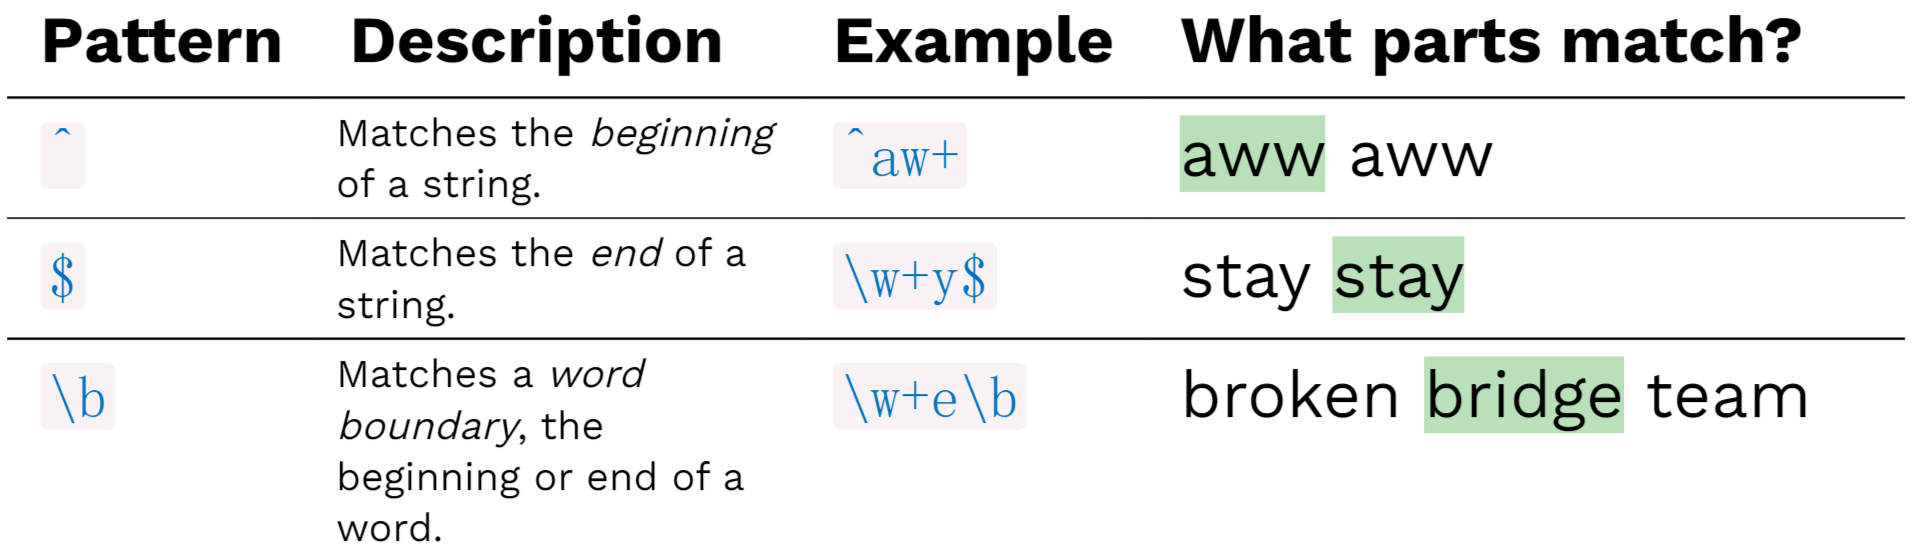 Pattern Description Example What parts match?
^ Matches the beginning of a string. ^aw+ aww aww
$ Matches the end of a string. \w+y$ stay stay
\b Matches a word boundary, the beginning or end of a word. \w+e\b broken bridge team